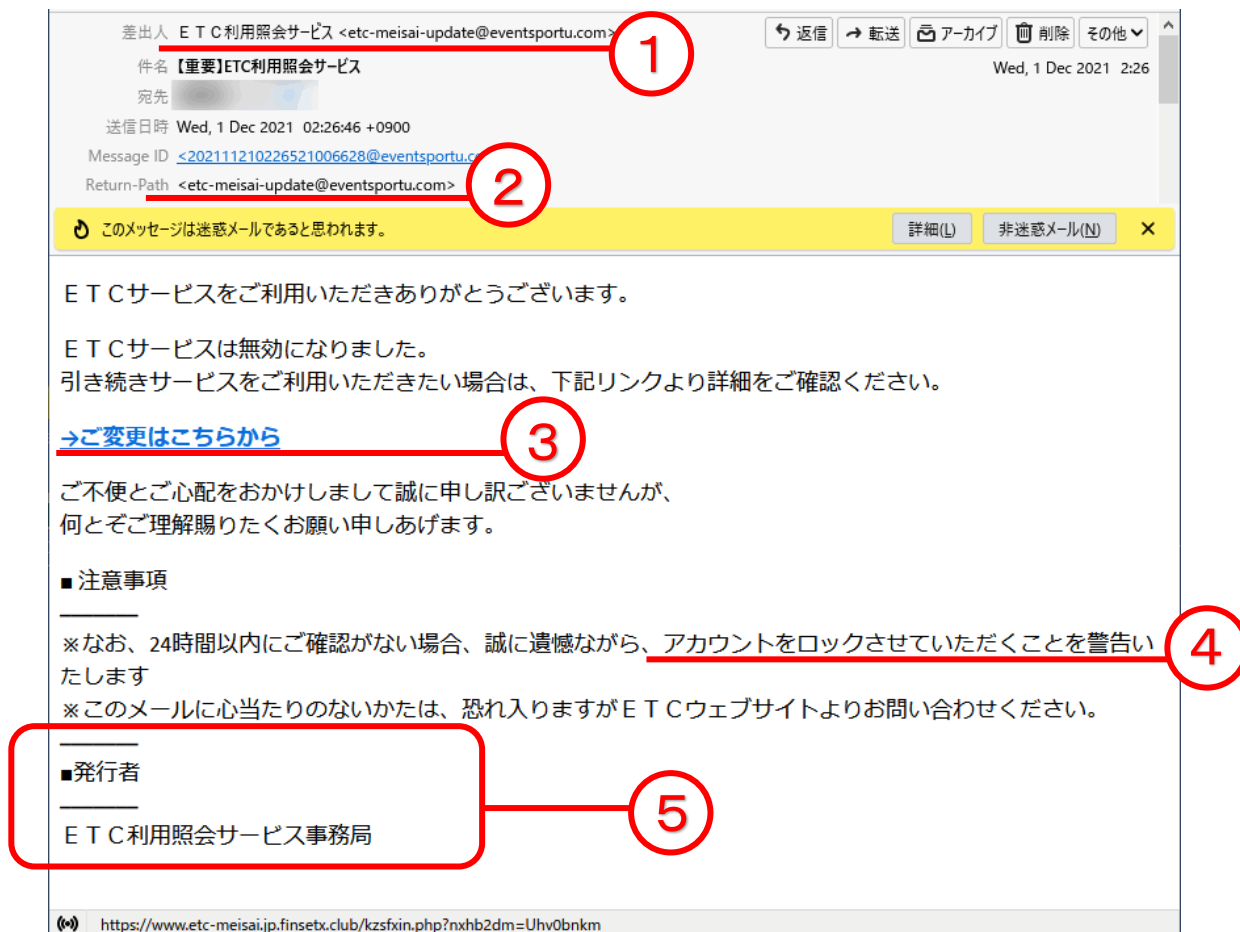 差出人 ＥＴＣ利用照会サービス <etc-meisai-update@eventsportu.com>
①
返信 転送 アーカイブ 削除 その他
件名 【重要】ETC利用照会サービス
Wed, 1 Dec 2021 2:26
宛先
送信日時 Wed, 1 Dec 2021 02:26:46 +0900
Message ID <202111210226521006628@eventsportu.c
Return-Path <etc-meisai-update@eventsportu.com>
②
このメッセージは迷惑メールであると思われます。 詳細(L) 非迷惑メール(N) ×
ＥＴＣサービスをご利用いただきありがとうございます。
ＥＴＣサービスは無効になりました。
引き続きサービスをご利用いただきたい場合は、下記リンクより詳細をご確認ください。
→ご変更はこちらから
③
ご不便とご心配をおかけしまして誠に申し訳ございませんが、
何とぞご理解賜りたくお願い申しあげます。
■ 注意事項
※なお、24時間以内にご確認がない場合、誠に遺憾ながら、アカウントをロックさせていただくことを警告い
④
たします
※このメールに心当たりのないかたは、恐れ入りますがＥＴＣウェブサイトよりお問い合わせください。
■発行者
⑤
ＥＴＣ利用照会サービス事務局
https://www.etc-meisai.jp.finsetx.club/kzsfxin.php?nxhb2dm=Uhv0bnkm